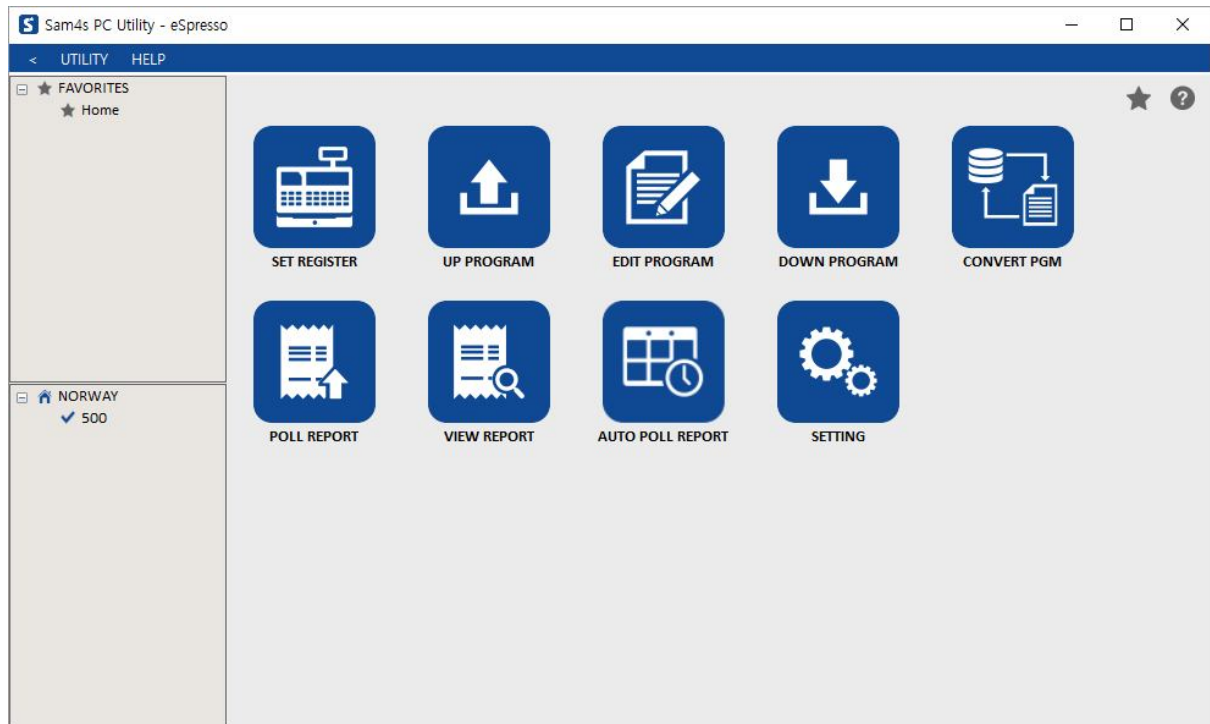 Sam4s PC Utility - eSpresso
< UTILITY HELP
FAVORITES
Home
SET REGISTER UP PROGRAM EDIT PROGRAM DOWN PROGRAM CONVERT PGM
POLL REPORT VIEW REPORT AUTO POLL REPORT SETTING
NORWAY
500